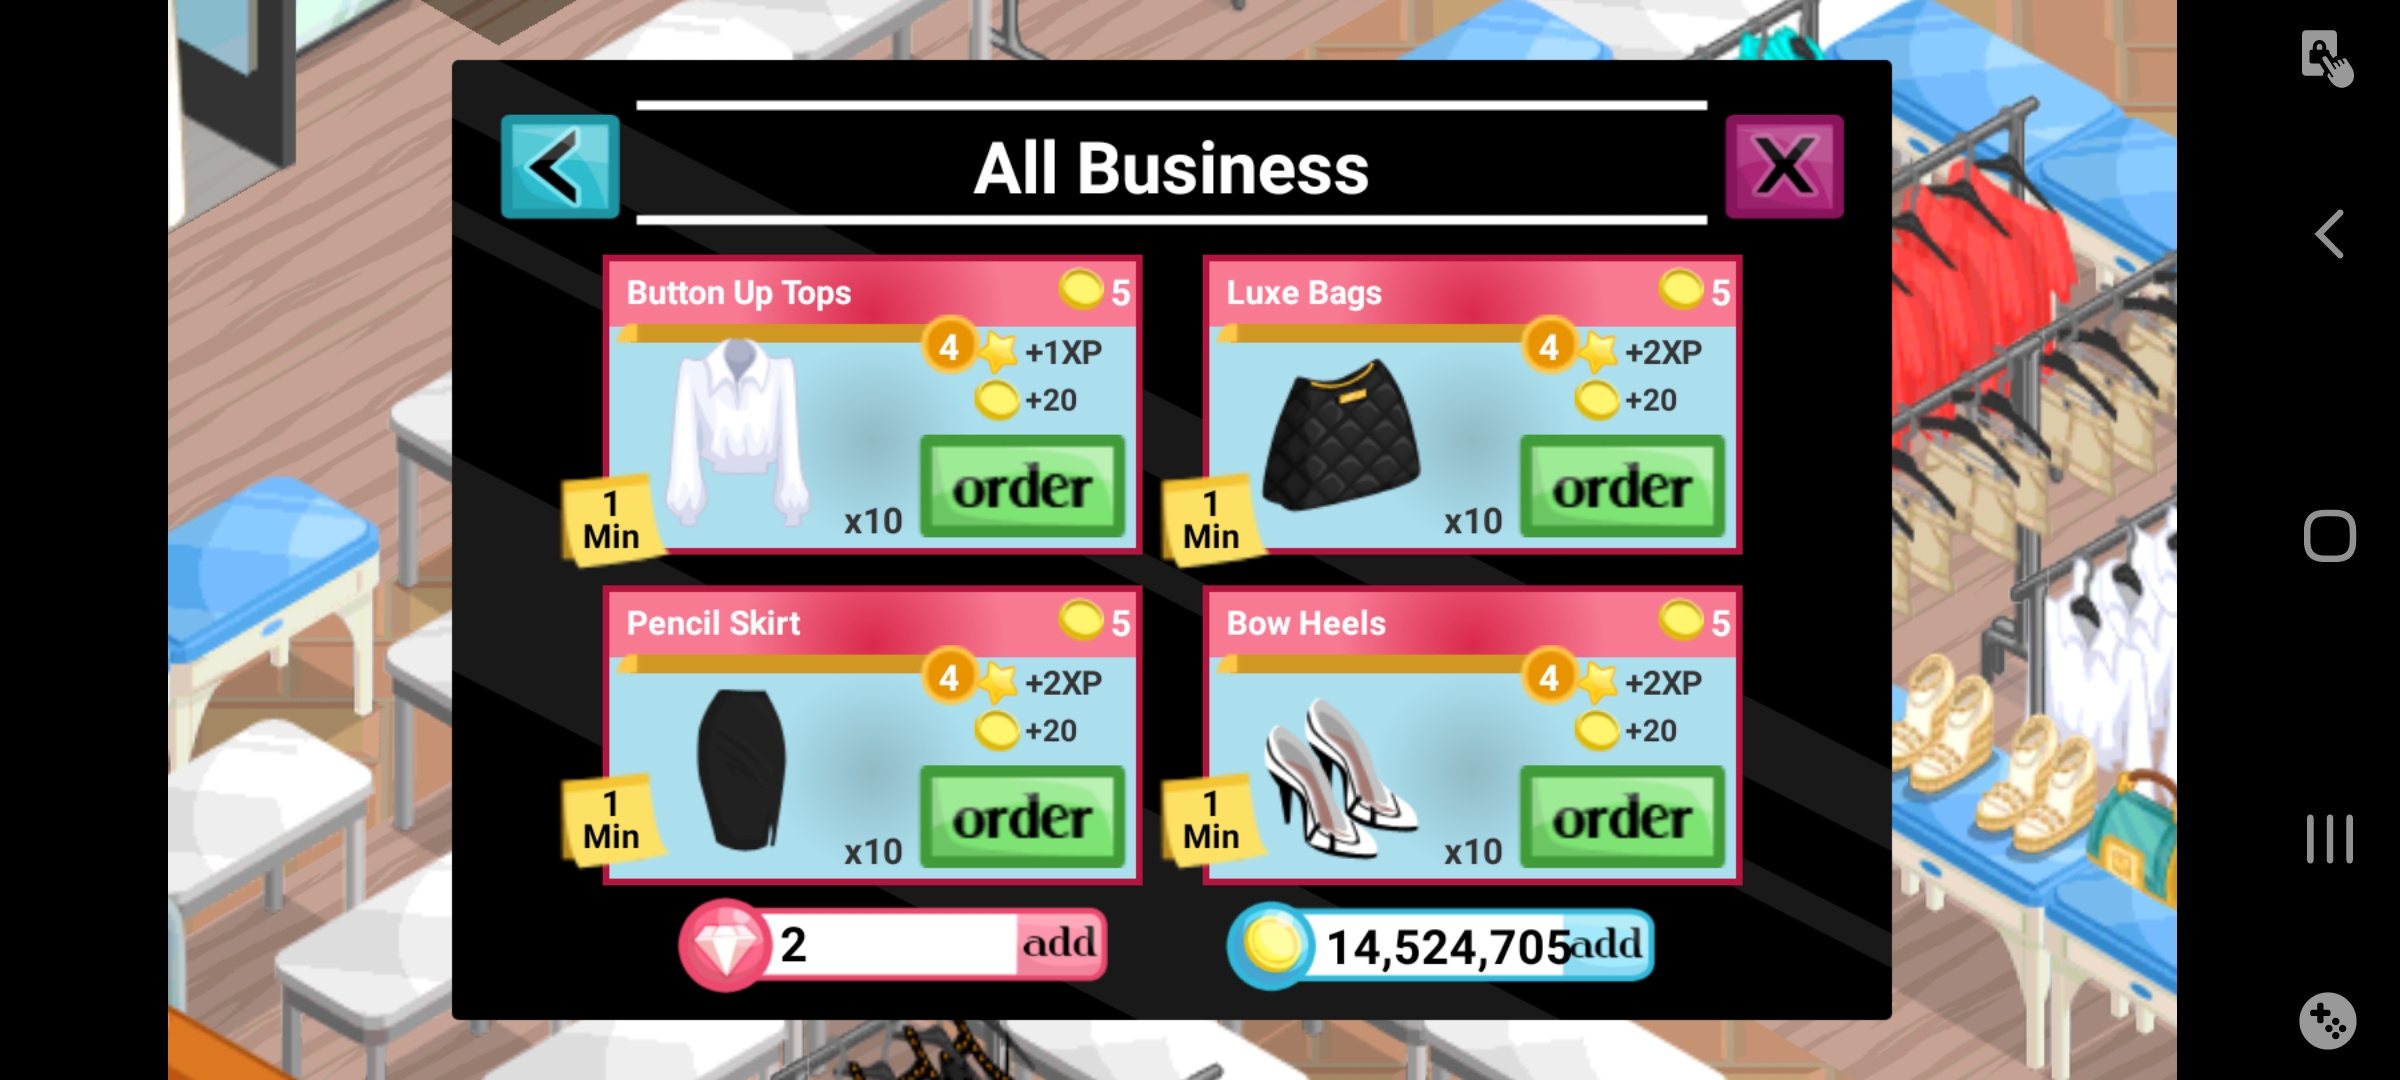 All Business
X
Button Up Tops 5
4 +1XP
+20
1 Min
x10
order
Luxe Bags 5
4 +2XP
+20
1 Min
x10
order
Pencil Skirt 5
4 +2XP
+20
1 Min
x10
order
Bow Heels 5
4 +2XP
+20
1 Min
x10
order
2 add
14,524,705 add